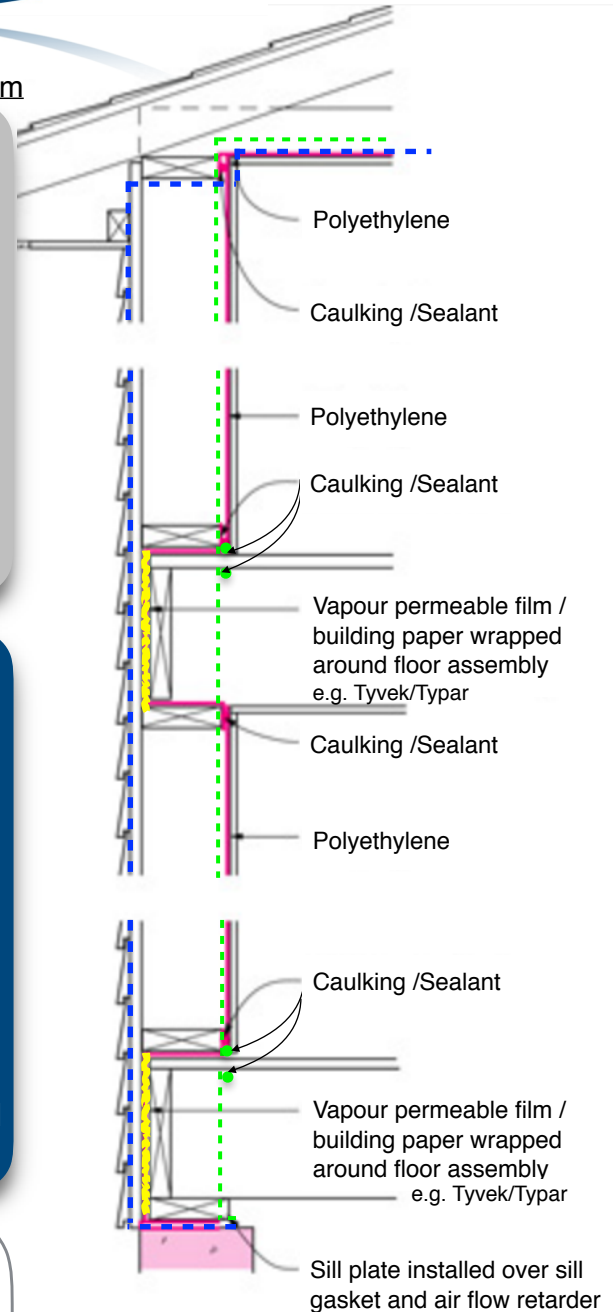 m
Polyethylene
Caulking /Sealant
Polyethylene
Caulking /Sealant
Vapour permeable film /
building paper wrapped
around floor assembly
e.g. Tyvek/Typar
Caulking /Sealant
Polyethylene
Caulking /Sealant
Vapour permeable film /
building paper wrapped
around floor assembly
e.g. Tyvek/Typar
Sill plate installed over sill
gasket and air flow retarder